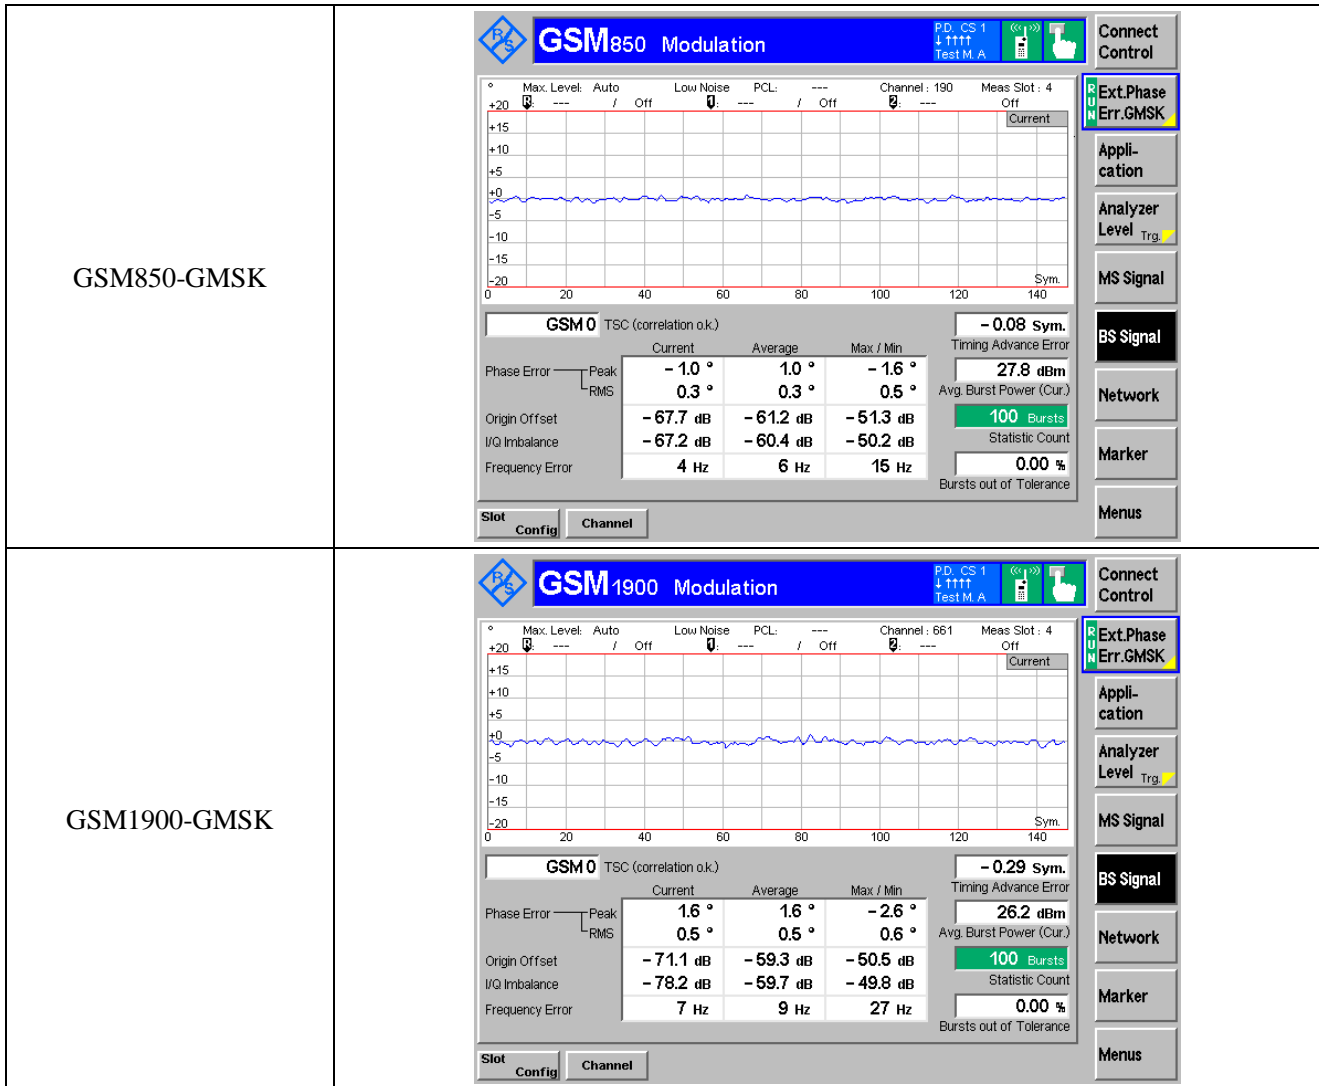 GSM850-GMSK
R/S GSM850 Modulation P.D. CS 1
↓↑↑↑↑
Test M. A
Connect
Control
° Max. Level: Auto Low Noise PCL: --- Channel : 190 Meas Slot : 4
R: --- / Off 1: --- / Off 2: --- Off
Current
+20
+15
+10
+5
+0
-5
-10
-15
-20 Sym.
0 20 40 60 80 100 120 140
GSM 0 TSC (correlation o.k.) -0.08 Sym.
Timing Advance Error
Current Average Max / Min
Phase Error Peak -1.0 ° 1.0 ° -1.6 ° 27.8 dBm
RMS 0.3 ° 0.3 ° 0.5 ° Avg. Burst Power (Cur.)
Origin Offset -67.7 dB -61.2 dB -51.3 dB 100 Bursts
I/Q Imbalance -67.2 dB -60.4 dB -50.2 dB Statistic Count
Frequency Error 4 Hz 6 Hz 15 Hz 0.00 %
Bursts out of Tolerance
Slot
Config
Channel
RUN
Ext.Phase
Err.GMSK
Appli-
cation
Analyzer
Level Trg.
MS Signal
BS Signal
Network
Marker
Menus
GSM1900-GMSK
R/S GSM1900 Modulation P.D. CS 1
↓↑↑↑↑
Test M. A
Connect
Control
° Max. Level: Auto Low Noise PCL: --- Channel : 661 Meas Slot : 4
R: --- / Off 1: --- / Off 2: --- Off
Current
+20
+15
+10
+5
+0
-5
-10
-15
-20 Sym.
0 20 40 60 80 100 120 140
GSM 0 TSC (correlation o.k.) -0.29 Sym.
Timing Advance Error
Current Average Max / Min
Phase Error Peak 1.6 ° 1.6 ° -2.6 ° 26.2 dBm
RMS 0.5 ° 0.5 ° 0.6 ° Avg. Burst Power (Cur.)
Origin Offset -71.1 dB -59.3 dB -50.5 dB 100 Bursts
I/Q Imbalance -78.2 dB -59.7 dB -49.8 dB Statistic Count
Frequency Error 7 Hz 9 Hz 27 Hz 0.00 %
Bursts out of Tolerance
Slot
Config
Channel
RUN
Ext.Phase
Err.GMSK
Appli-
cation
Analyzer
Level Trg.
MS Signal
BS Signal
Network
Marker
Menus